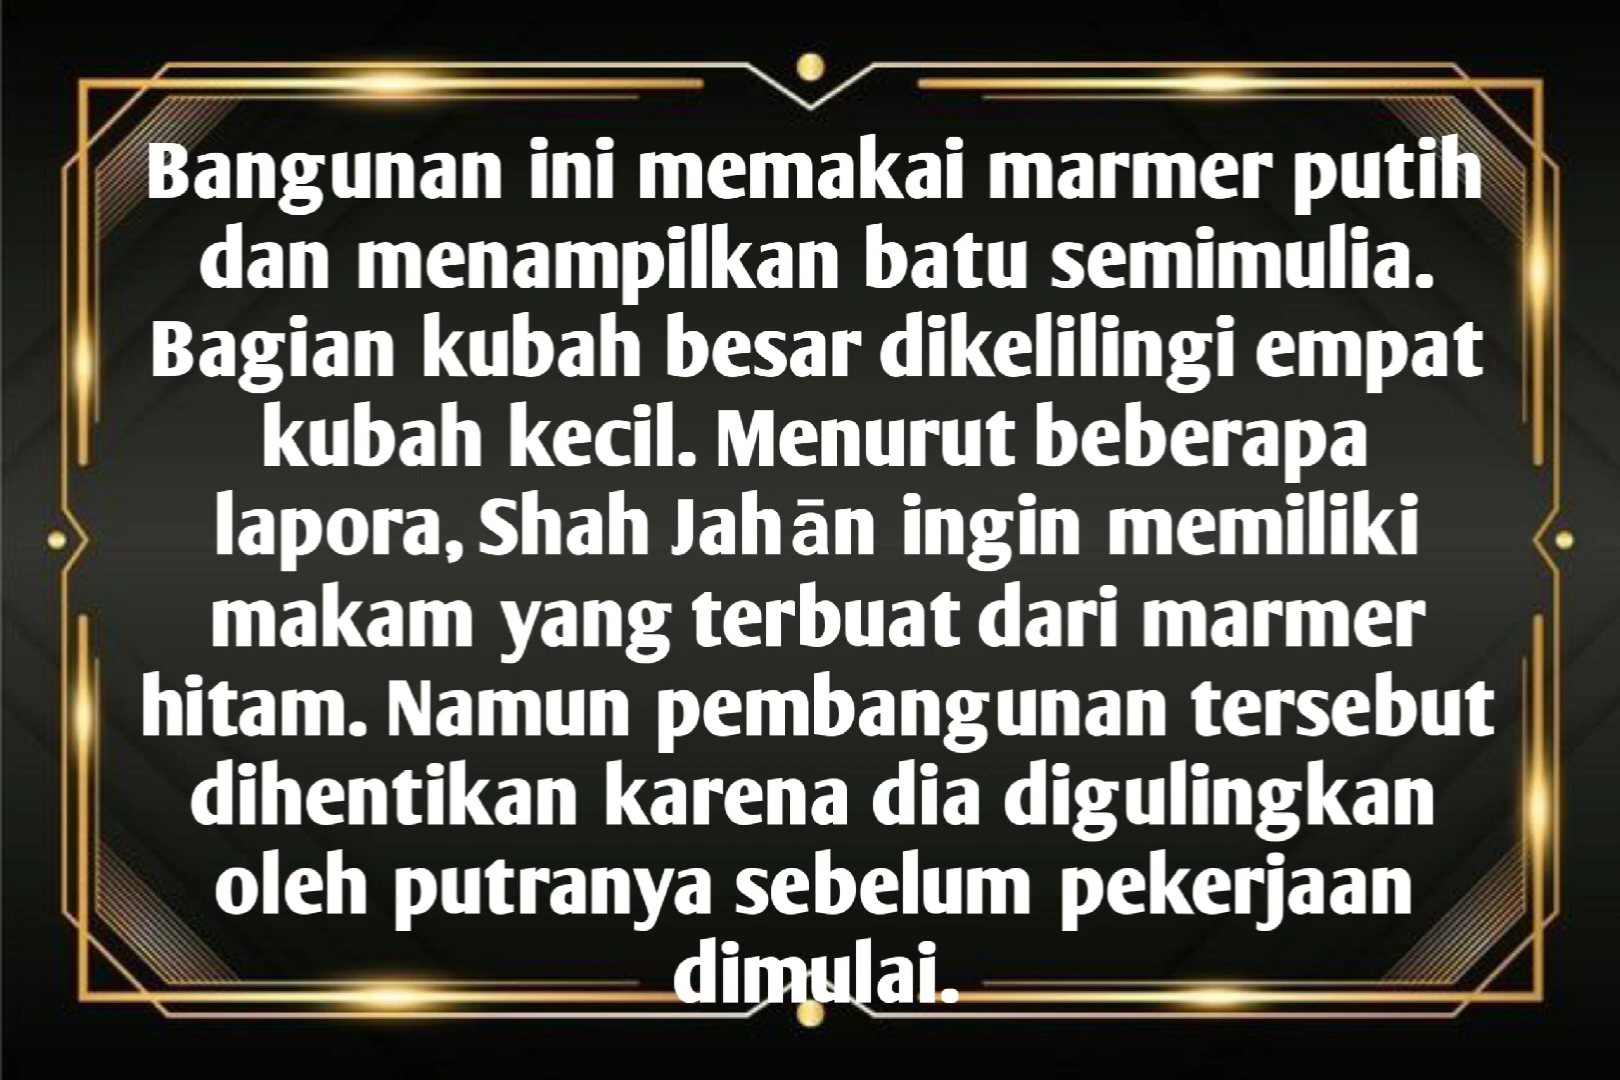 Bangunan ini memakai marmer putih
dan menampilkan batu semimulia.
Bagian kubah besar dikelilingi empat
kubah kecil. Menurut beberapa
lapora, Shah Jahān ingin memiliki
makam yang terbuat dari marmer
hitam. Namun pembangunan tersebut
dihentikan karena dia digulingkan
oleh putranya sebelum pekerjaan
dimulai.